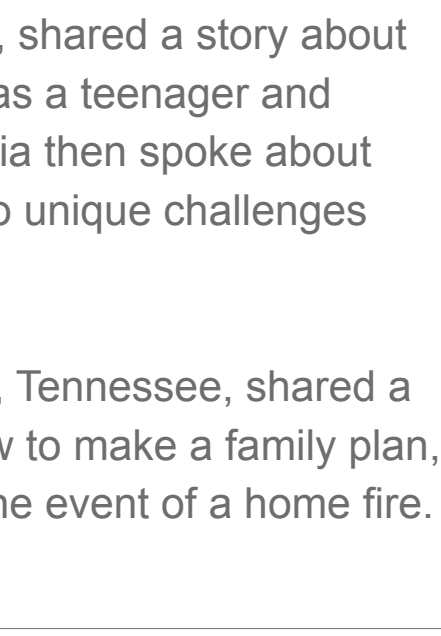 , shared a story about
as a teenager and
ia then spoke about
unique challenges
, Tennessee, shared a
to make a family plan,
event of a home fire.